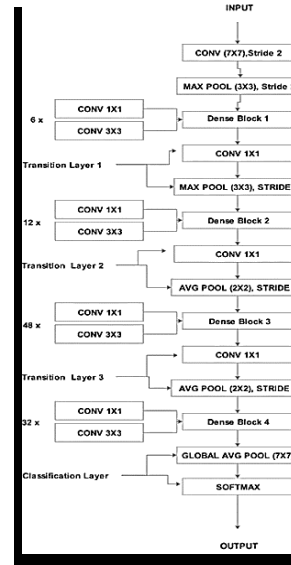 INPUT
CONV (7X7),Stride 2
MAX POOL (3X3), Stride
6 x
CONV 1X1
CONV 3X3
Dense Block 1
Transition Layer 1
CONV 1X1
MAX POOL (3X3), STRIDE
12 x
CONV 1X1
CONV 3X3
Dense Block 2
Transition Layer 2
CONV 1X1
AVG POOL (2X2), STRIDE
48 x
CONV 1X1
CONV 3X3
Dense Block 3
Transition Layer 3
CONV 1X1
AVG POOL (2X2), STRIDE
32 x
CONV 1X1
CONV 3X3
Dense Block 4
GLOBAL AVG POOL (7X7
Classification Layer
SOFTMAX
OUTPUT